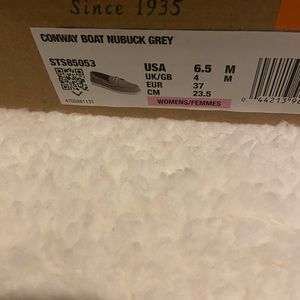 Since 1935
CONWAY BOAT NUBUCK GREY
STS85053
USA 6.5 M
UK/GB 4 M
EUR 37
CM 23.5
WOMENS/FEMMES